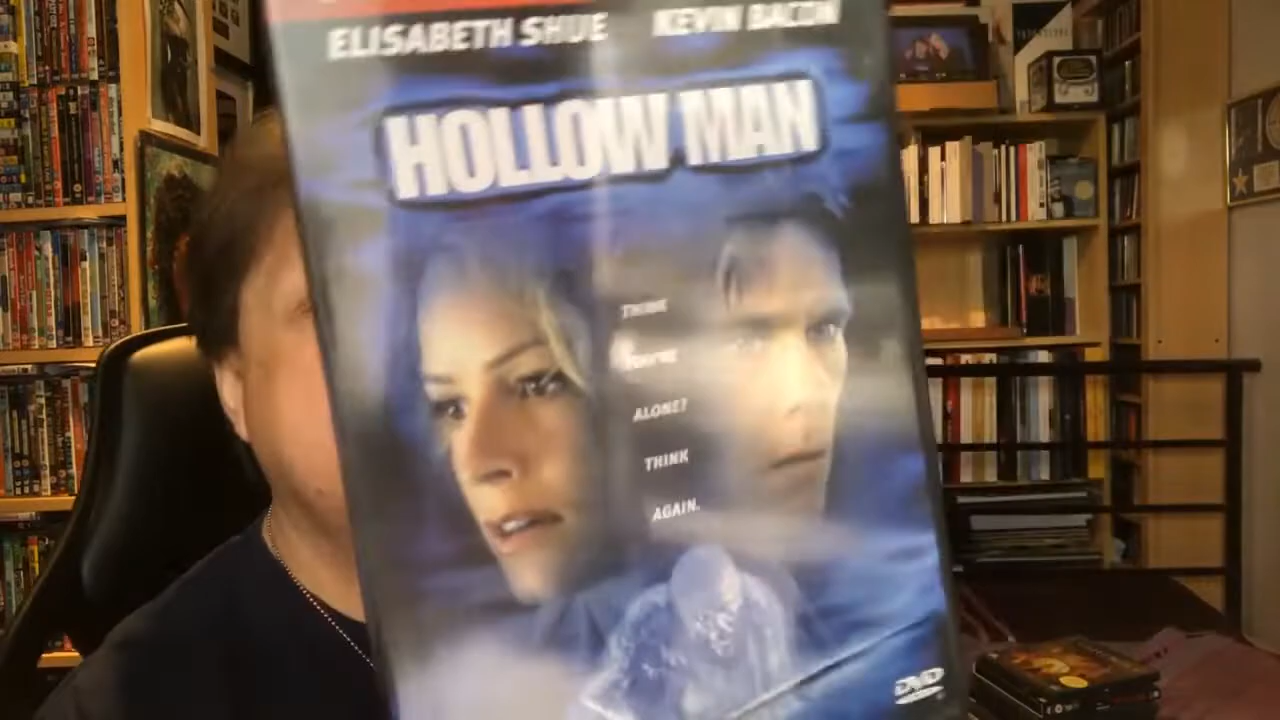 ELISABETH SHUE KEVIN BACON
HOLLOW MAN
THINK
YOU'RE
ALONE?
THINK
AGAIN.
DVD